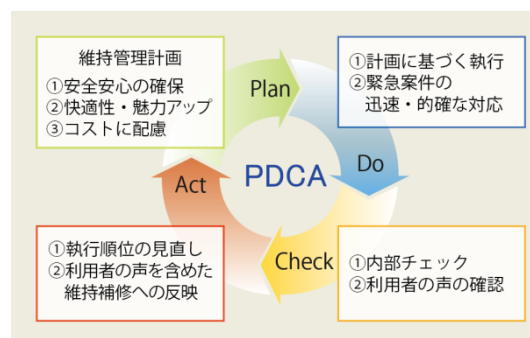 維持管理計画
①安全安心の確保
②快適性・魅力アップ
③コストに配慮
Plan
①計画に基づく執行
②緊急案件の
迅速・的確な対応
Do
PDCA
Act
Check
①執行順位の見直し
②利用者の声を含めた
維持補修への反映
①内部チェック
②利用者の声の確認